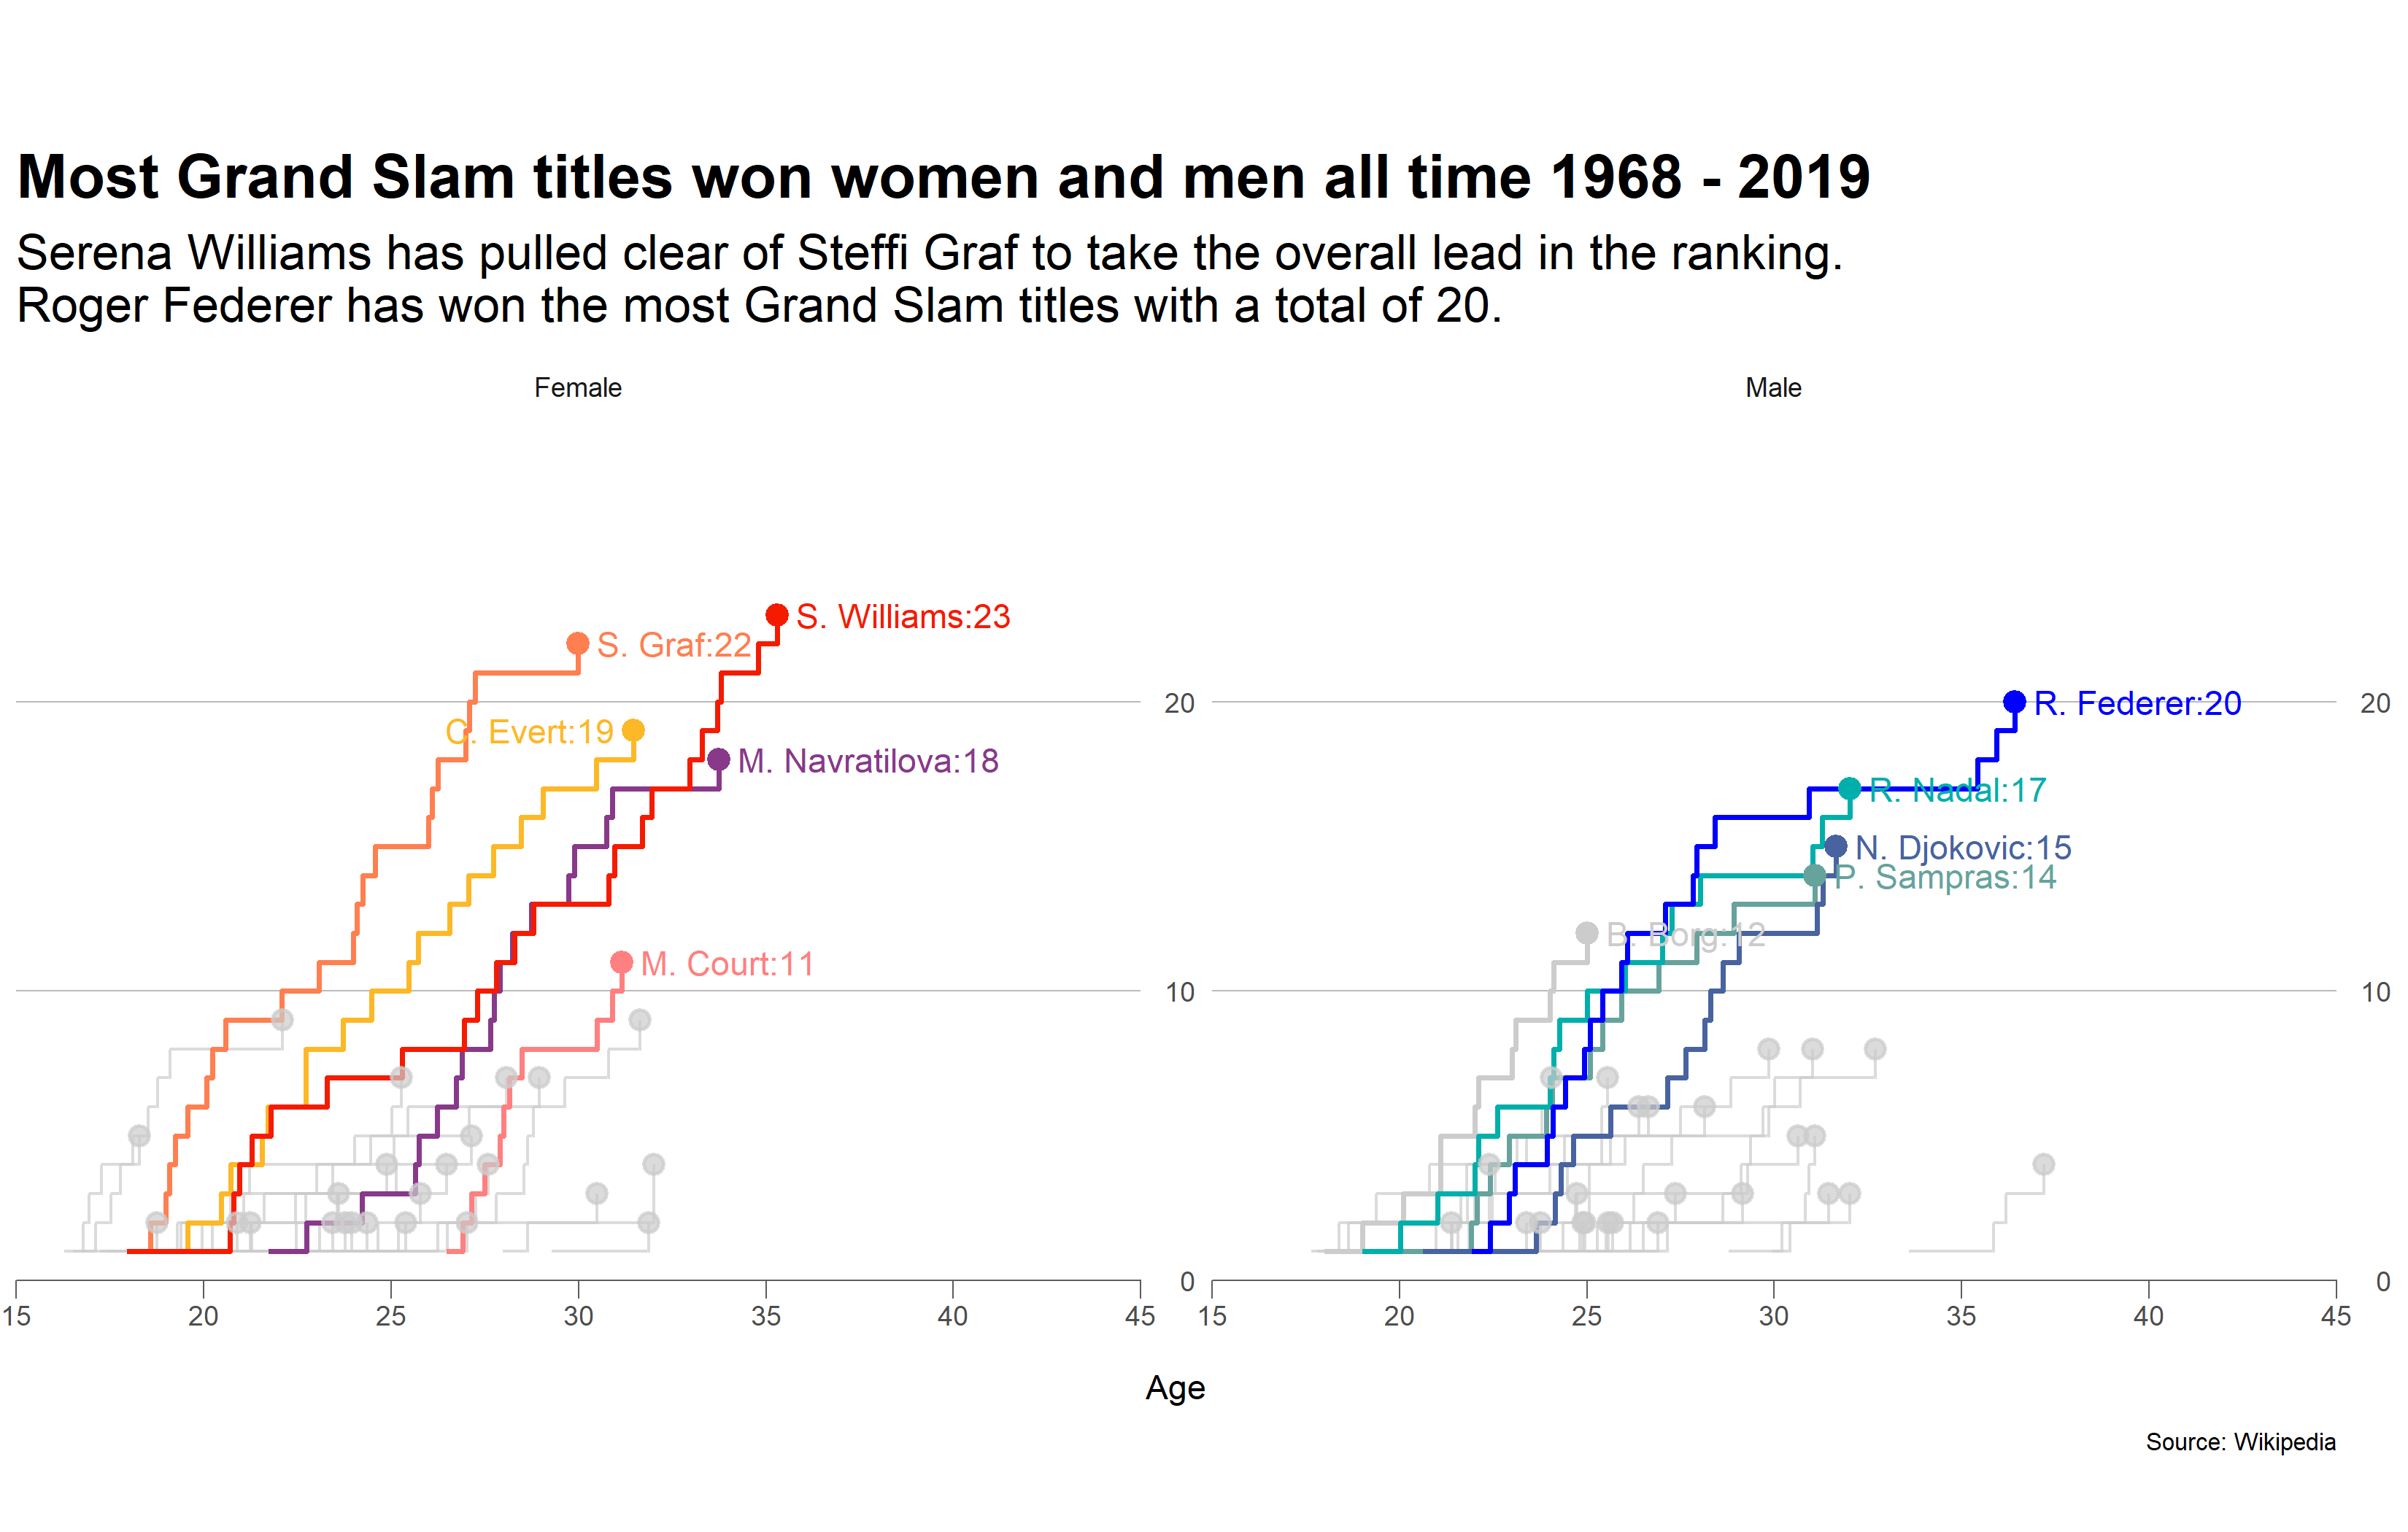 Most Grand Slam titles won women and men all time 1968 - 2019
Serena Williams has pulled clear of Steffi Graf to take the overall lead in the ranking.
Roger Federer has won the most Grand Slam titles with a total of 20.
Female
Male
S. Williams:23
S. Graf:22
C. Evert:19
M. Navratilova:18
M. Court:11
20
10
0
R. Federer:20
R. Nadal:17
N. Djokovic:15
P. Sampras:14
B. Borg:12
20
10
0
15 20 25 30 35 40 45
15 20 25 30 35 40 45
Age
Source: Wikipedia